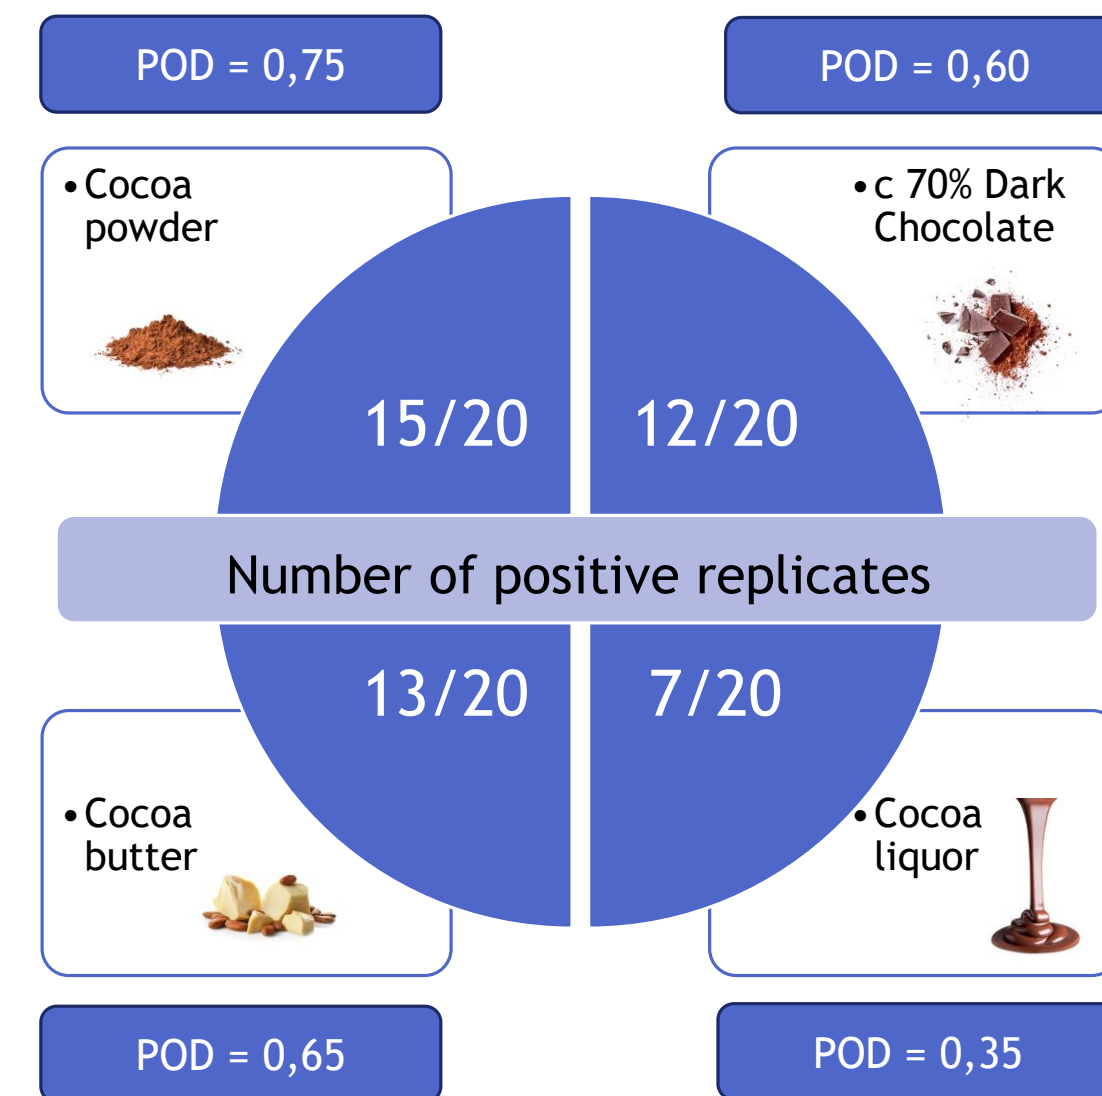 POD = 0,75
POD = 0,60
•Cocoa
powder
•c 70% Dark
Chocolate
15/20
12/20
Number of positive replicates
13/20
7/20
•Cocoa
butter
•Cocoa
liquor
POD = 0,65
POD = 0,35